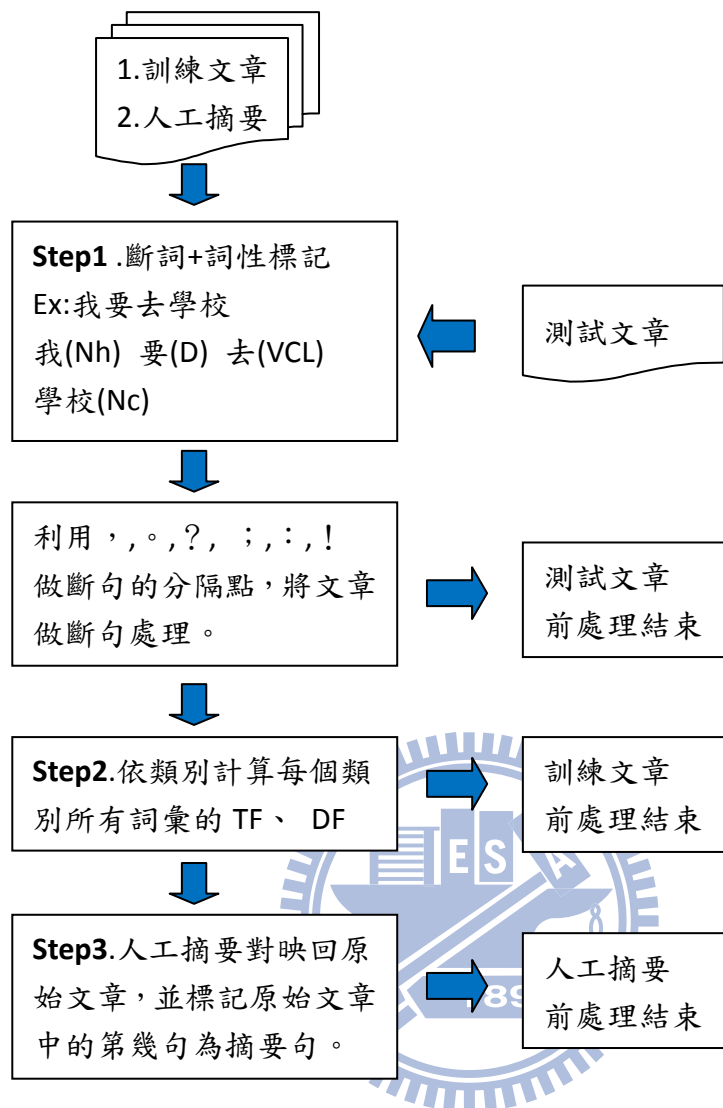 1.訓練文章
2.人工摘要
Step1 .斷詞+詞性標記
Ex:我要去學校
我(Nh) 要(D) 去(VCL)
學校(Nc)
測試文章
利用，,。,？, ；,：,！
做斷句的分隔點，將文章
做斷句處理。
測試文章
前處理結束
Step2.依類別計算每個類
別所有詞彙的 TF、 DF
訓練文章
前處理結束
E S A
Step3.人工摘要對映回原
始文章，並標記原始文章
中的第幾句為摘要句。
人工摘要
前處理結束